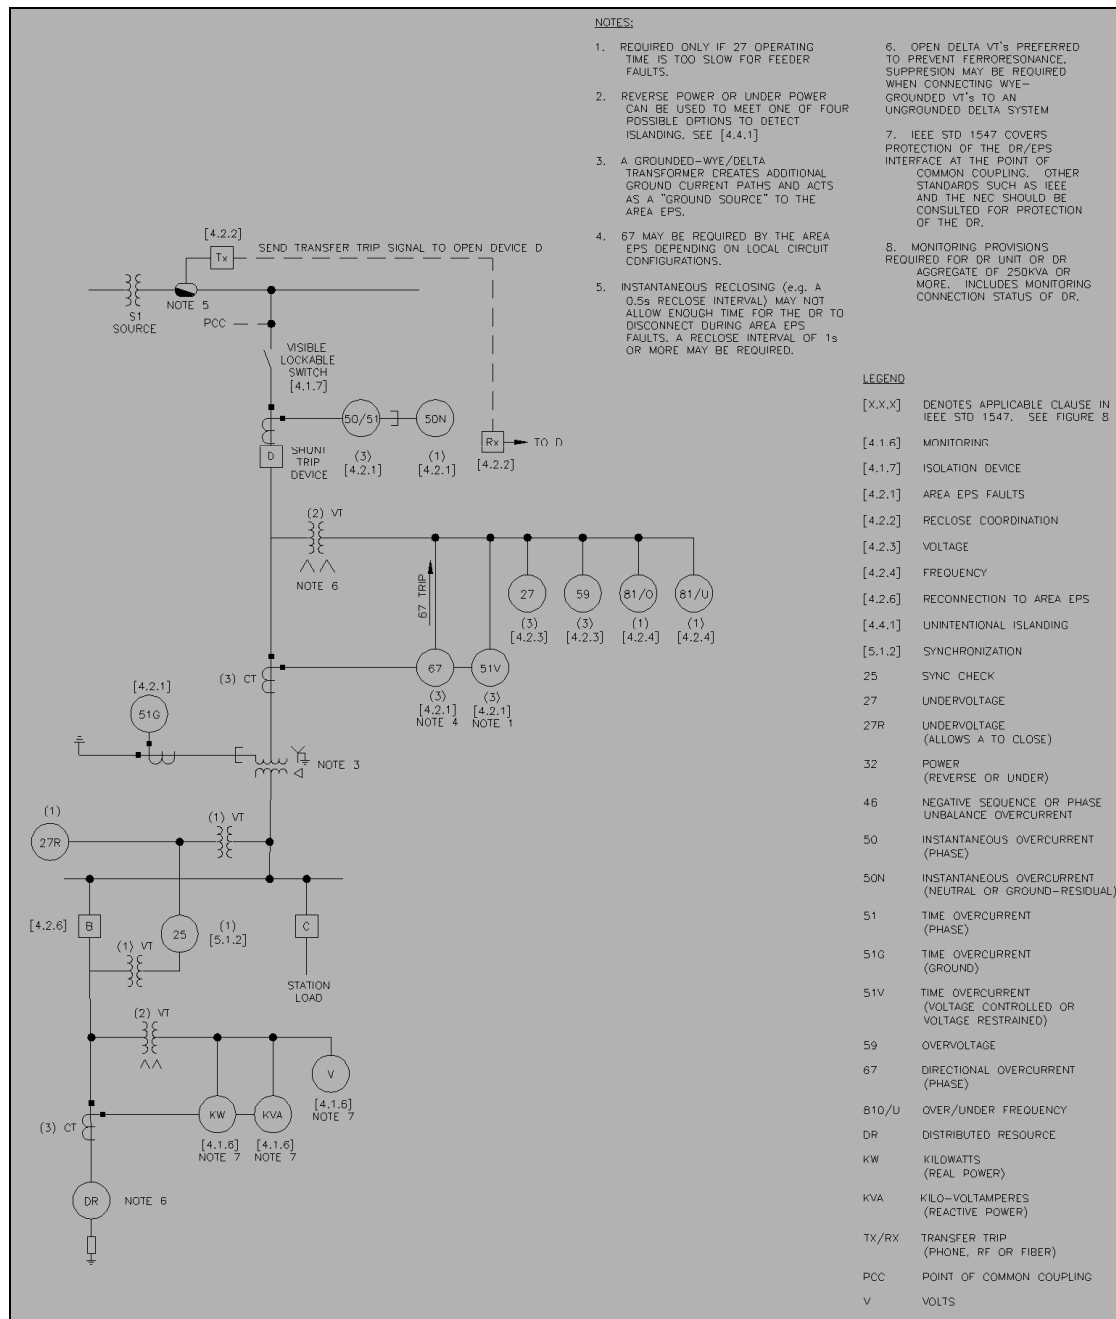 NOTES:
1. REQUIRED ONLY IF 27 OPERATING
TIME IS TOO SLOW FOR FEEDER
FAULTS.
2. REVERSE POWER OR UNDER POWER
CAN BE USED TO MEET ONE OF FOUR
POSSIBLE OPTIONS TO DETECT
ISLANDING. SEE [4.4.1]
3. A GROUNDED-WYE/DELTA
TRANSFORMER CREATES ADDITIONAL
GROUND CURRENT PATHS AND ACTS
AS A "GROUND SOURCE" TO THE
AREA EPS.
4. 67 MAY BE REQUIRED BY THE AREA
EPS DEPENDING ON LOCAL CIRCUIT
CONFIGURATIONS.
5. INSTANTANEOUS RECLOSING (e.g. A
0.5s RECLOSE INTERVAL) MAY NOT
ALLOW ENOUGH TIME FOR THE DR TO
DISCONNECT DURING AREA EPS
FAULTS. A RECLOSE INTERVAL OF 1s
OR MORE MAY BE REQUIRED.
6. OPEN DELTA VT's PREFERRED
TO PREVENT FERRORESONANCE.
SUPPRESION MAY BE REQUIRED
WHEN CONNECTING WYE-
GROUNDED VT's TO AN
UNGROUNDED DELTA SYSTEM
7. IEEE STD 1547 COVERS
PROTECTION OF THE DR/EPS
INTERFACE AT THE POINT OF
COMMON COUPLING. OTHER
STANDARDS SUCH AS IEEE
AND THE NEC SHOULD BE
CONSULTED FOR PROTECTION
OF THE DR.
8. MONITORING PROVISIONS
REQUIRED FOR DR UNIT OR DR
AGGREGATE OF 250KVA OR
MORE. INCLUDES MONITORING
CONNECTION STATUS OF DR.
[4.2.2]
Tx
SEND TRANSFER TRIP SIGNAL TO OPEN DEVICE D
S1
SOURCE
NOTE 5
PCC
VISIBLE
LOCKABLE
SWITCH
[4.1.7]
50/51
(3)
[4.2.1]
50N
(1)
[4.2.1]
Rx
TO D
[4.2.2]
D
SHUNT
TRIP
DEVICE
(2) VT
NOTE 6
67 TRIP
27
(3)
[4.2.3]
59
(3)
[4.2.3]
81/O
(1)
[4.2.4]
81/U
(1)
[4.2.4]
(3) CT
67
(3)
[4.2.1]
NOTE 4
51V
(3)
[4.2.1]
NOTE 1
[4.2.1]
51G
NOTE 3
(1)
27R
(1) VT
[4.2.6]
B
25
(1)
[5.1.2]
C
(1) VT
STATION
LOAD
(2) VT
V
[4.1.6]
NOTE 7
(3) CT
KW
[4.1.6]
NOTE 7
KVA
[4.1.6]
NOTE 7
DR
NOTE 6
LEGEND
[X.X.X] DENOTES APPLICABLE CLAUSE IN
IEEE STD 1547. SEE FIGURE 8
[4.1.6] MONITORING
[4.1.7] ISOLATION DEVICE
[4.2.1] AREA EPS FAULTS
[4.2.2] RECLOSE COORDINATION
[4.2.3] VOLTAGE
[4.2.4] FREQUENCY
[4.2.6] RECONNECTION TO AREA EPS
[4.4.1] UNINTENTIONAL ISLANDING
[5.1.2] SYNCHRONIZATION
25 SYNC CHECK
27 UNDERVOLTAGE
27R UNDERVOLTAGE
(ALLOWS A TO CLOSE)
32 POWER
(REVERSE OR UNDER)
46 NEGATIVE SEQUENCE OR PHASE
UNBALANCE OVERCURRENT
50 INSTANTANEOUS OVERCURRENT
(PHASE)
50N INSTANTANEOUS OVERCURRENT
(NEUTRAL OR GROUND-RESIDUAL)
51 TIME OVERCURRENT
(PHASE)
51G TIME OVERCURRENT
(GROUND)
51V TIME OVERCURRENT
(VOLTAGE CONTROLLED OR
VOLTAGE RESTRAINED)
59 OVERVOLTAGE
67 DIRECTIONAL OVERCURRENT
(PHASE)
81O/U OVER/UNDER FREQUENCY
DR DISTRIBUTED RESOURCE
KW KILOWATTS
(REAL POWER)
KVA KILO-VOLTAMPERES
(REACTIVE POWER)
TX/RX TRANSFER TRIP
(PHONE, RF OR FIBER)
PCC POINT OF COMMON COUPLING
V VOLTS